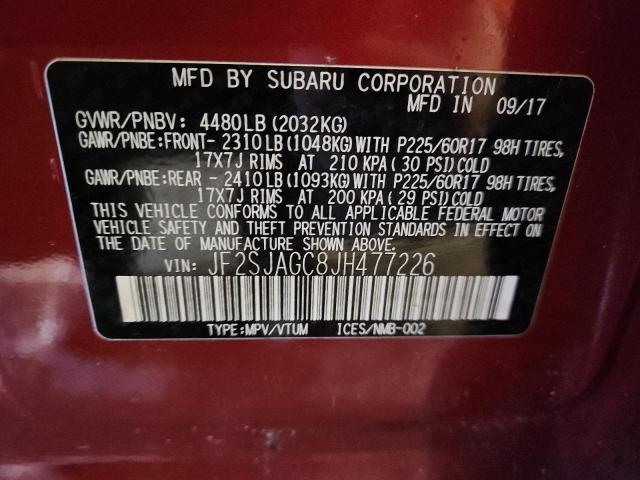 MFD BY SUBARU CORPORATION
MFD IN 09/17
GVWR/PNBV: 4480LB (2032KG)
GAWR/PNBE:FRONT- 2310LB (1048KG) WITH P225/60R17 98H TIRES,
17X7J RIMS AT 210 KPA ( 30 PSI) COLD
GAWR/PNBE:REAR - 2410LB (1093KG) WITH P225/60R17 98H TIRES,
17X7J RIMS AT 200 KPA ( 29 PSI) COLD
THIS VEHICLE CONFORMS TO ALL APPLICABLE FEDERAL MOTOR
VEHICLE SAFETY AND THEFT PREVENTION STANDARDS IN EFFECT
ON THE DATE OF MANUFACTURE SHOWN ABOVE.
VIN: JF2SJAGC8JH477226
TYPE:MPV/VTUM ICES/NMB-002